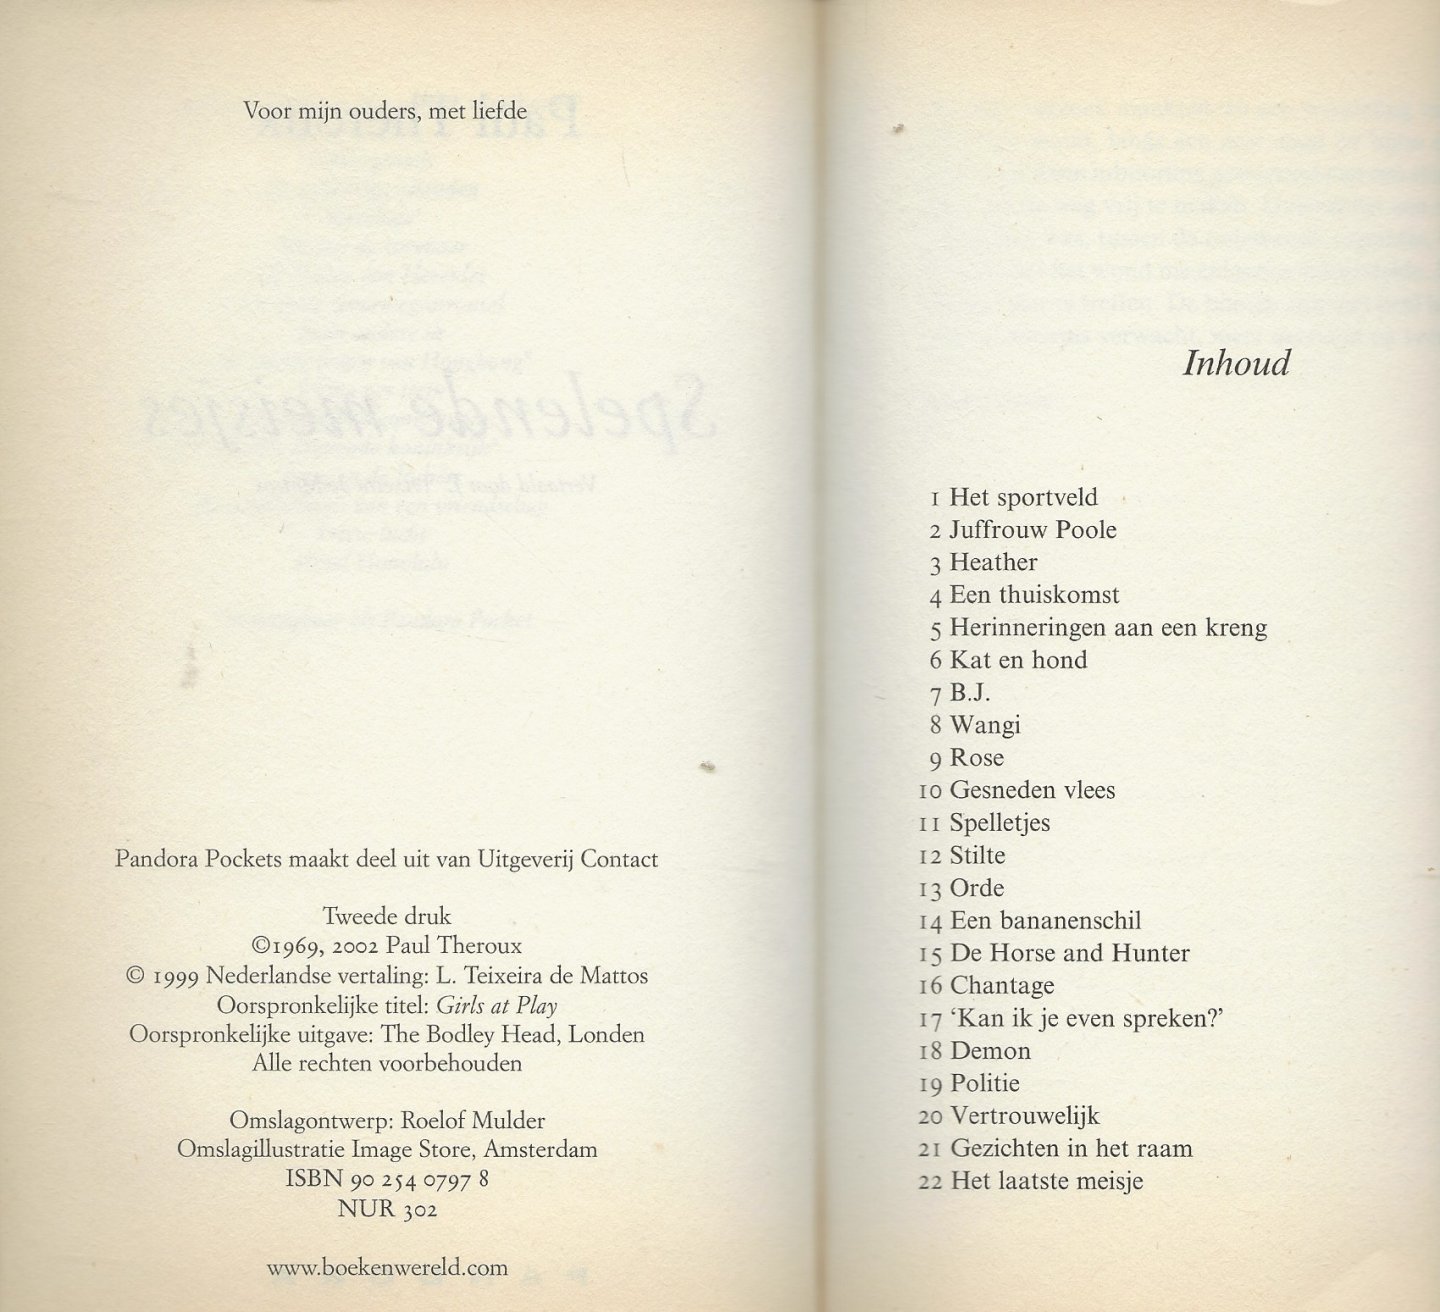 Voor mijn ouders, met liefde
Pandora Pockets maakt deel uit van Uitgeverij Contact
Tweede druk
©1969, 2002 Paul Theroux
© 1999 Nederlandse vertaling: L. Teixeira de Mattos
Oorspronkelijke titel: Girls at Play
Oorspronkelijke uitgave: The Bodley Head, Londen
Alle rechten voorbehouden
Omslagontwerp: Roelof Mulder
Omslagillustratie Image Store, Amsterdam
ISBN 90 254 0797 8
NUR 302
www.boekenwereld.com
Inhoud
1 Het sportveld
2 Juffrouw Poole
3 Heather
4 Een thuiskomst
5 Herinneringen aan een kreng
6 Kat en hond
7 B.J.
8 Wangi
9 Rose
10 Gesneden vlees
11 Spelletjes
12 Stilte
13 Orde
14 Een bananenschil
15 De Horse and Hunter
16 Chantage
17 ‘Kan ik je even spreken?’
18 Demon
19 Politie
20 Vertrouwelijk
21 Gezichten in het raam
22 Het laatste meisje